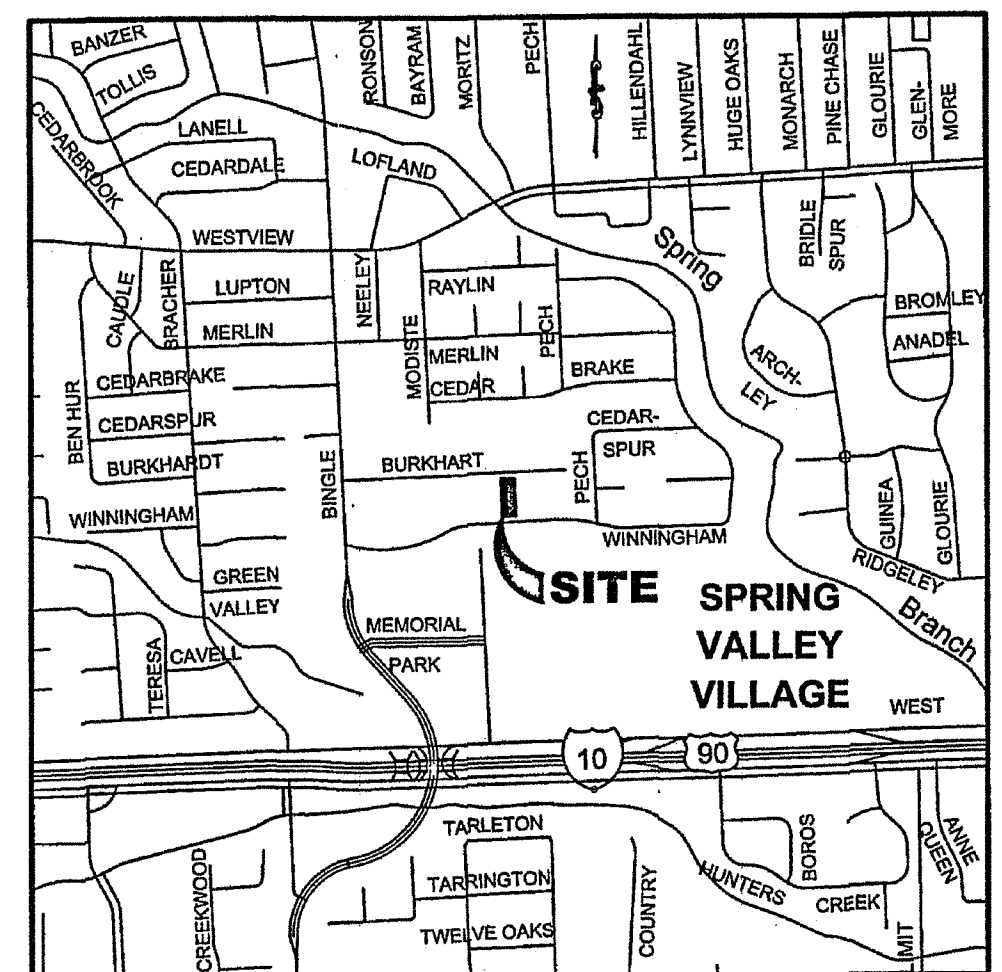 BANZER
TOLLIS
RONSON
BAYRAM
MORITZ
PECH
HILLENDAHL
LYNNVIEW
HUGE OAKS
MONARCH
PINE CHASE
GLOURIE
GLEN-
MORE
CEDARBROOK
LANELL
CEDARDALE
LOFLAND
WESTVIEW
Spring
BRIDLE
SPUR
CAUDLE
BRACHER
LUPTON
NEELEY
RAYLIN
BROMLEY
MERLIN
MODISTE
MERLIN
PECH
ANADEL
ARCH-
LEY
BEN HUR
CEDARBRAKE
CEDAR
BRAKE
CEDARSPUR
CEDAR-
SPUR
BURKHARDT
BINGLE
BURKHART
PECH
GUINEA
GLOURIE
WINNINGHAM
WINNINGHAM
RIDGELEY
GREEN
VALLEY
SITE
SPRING
VALLEY
VILLAGE
Branch
MEMORIAL
PARK
TERESA
CAVELL
WEST
10
90
TARLETON
BOROS
ANNE
QUEEN
CREEKWOOD
TARRINGTON
COUNTRY
HUNTERS
CREEK
TWELVE OAKS
LIMIT